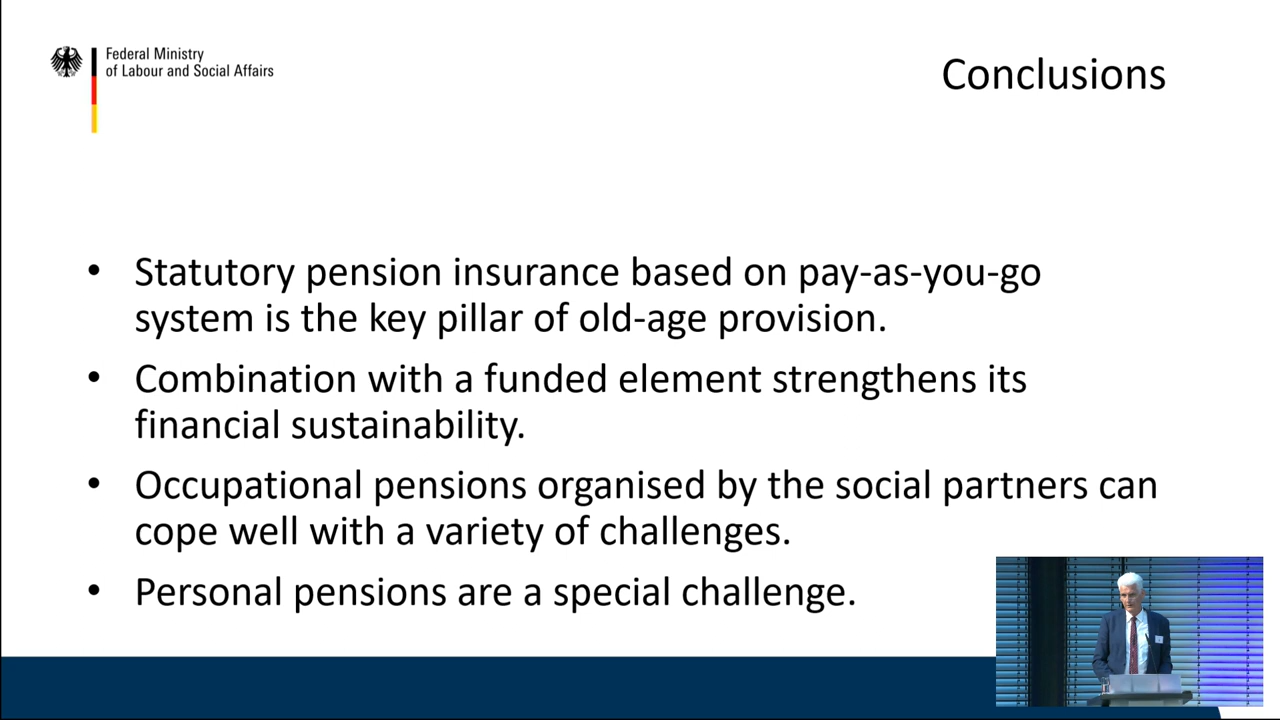 Federal Ministry
of Labour and Social Affairs
Conclusions
• Statutory pension insurance based on pay-as-you-go
system is the key pillar of old-age provision.
• Combination with a funded element strengthens its
financial sustainability.
• Occupational pensions organised by the social partners can
cope well with a variety of challenges.
• Personal pensions are a special challenge.